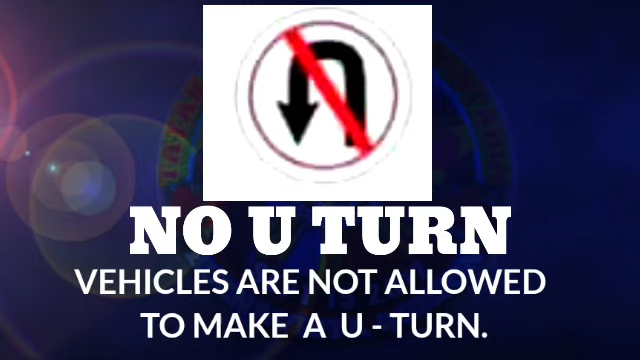 NO U TURN
VEHICLES ARE NOT ALLOWED
TO MAKE A U - TURN.